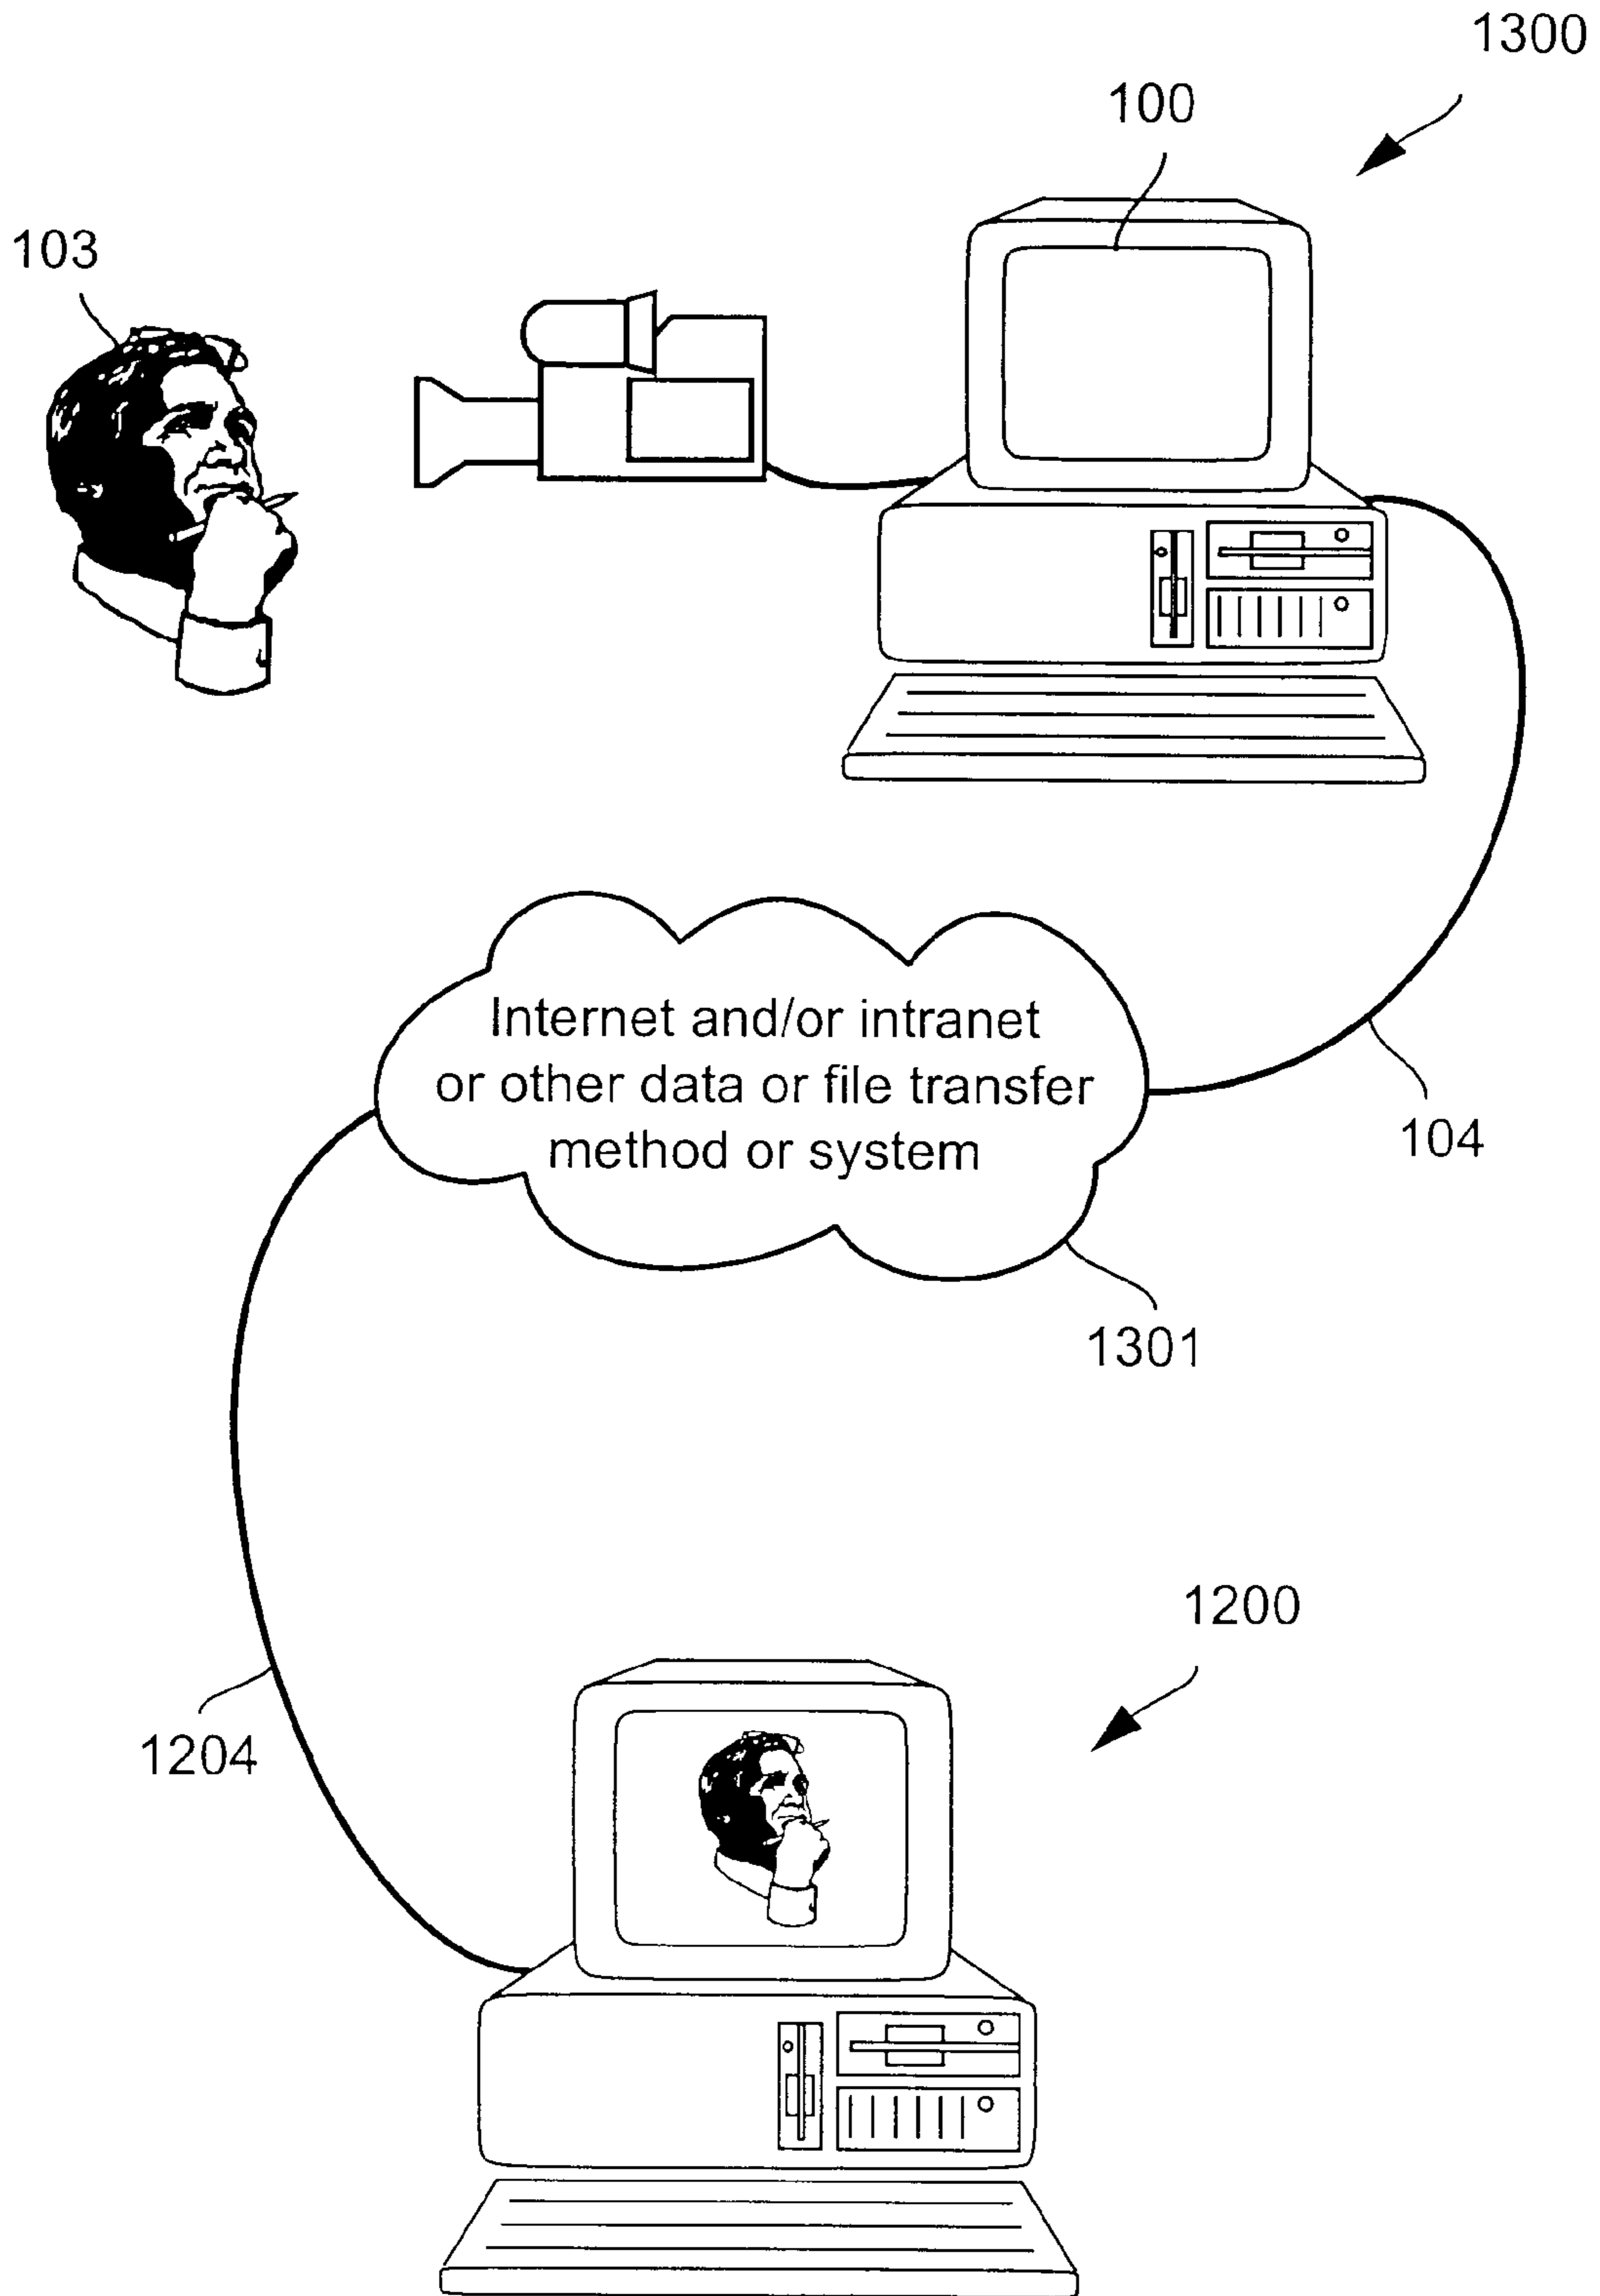 1300
100
103
Internet and/or intranet
or other data or file transfer
method or system
104
1301
1200
1204